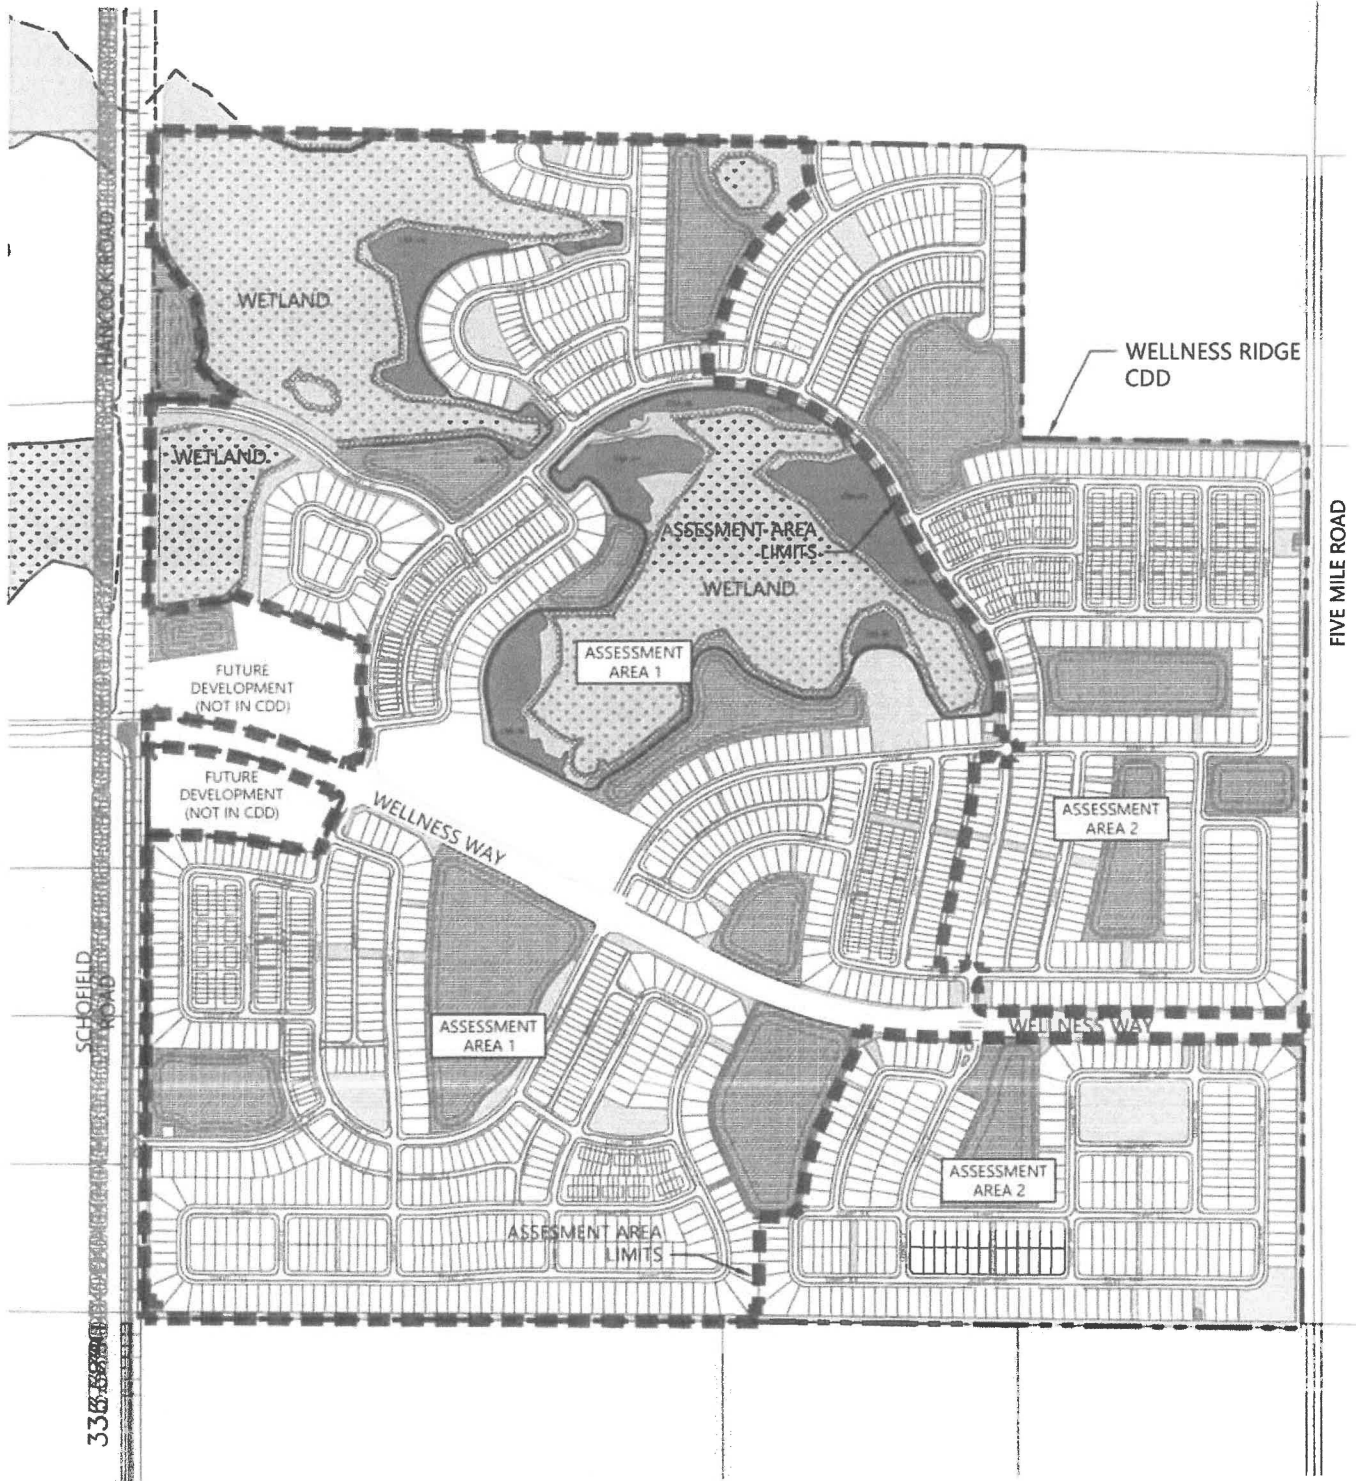 HANCOCK ROAD
WETLAND
WELLNESS RIDGE
CDD
WETLAND
FIVE MILE ROAD
ASSESMENT AREA
LIMITS
WETLAND
ASSESSMENT
AREA 1
FUTURE
DEVELOPMENT
(NOT IN CDD)
FUTURE
DEVELOPMENT
(NOT IN CDD)
WELLNESS WAY
ASSESSMENT
AREA 2
SCHOFIELD
ROAD
ASSESSMENT
AREA 1
WELLNESS WAY
ASSESSMENT
AREA 2
ASSESMENT AREA
LIMITS